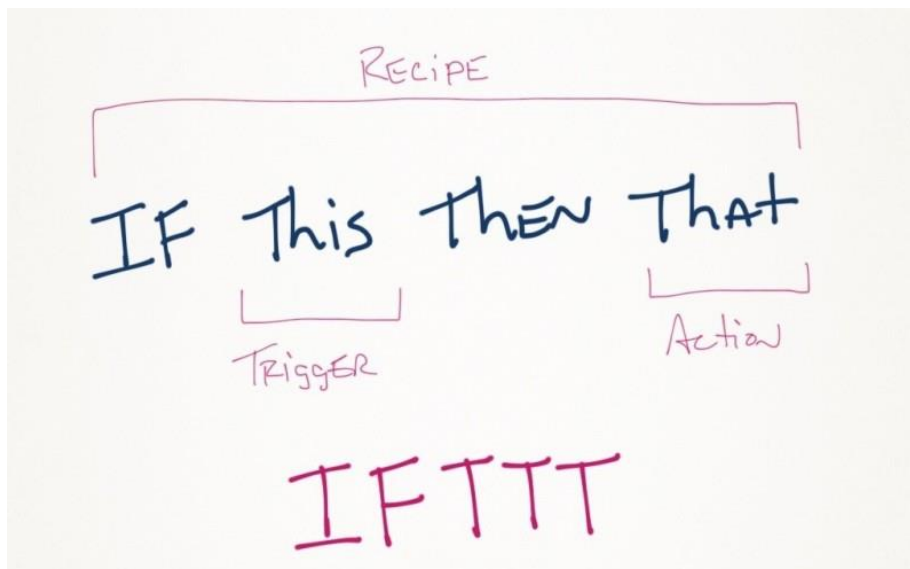 RECIPE
IF This THEN THAT
TRIggER
Action
IFTTT